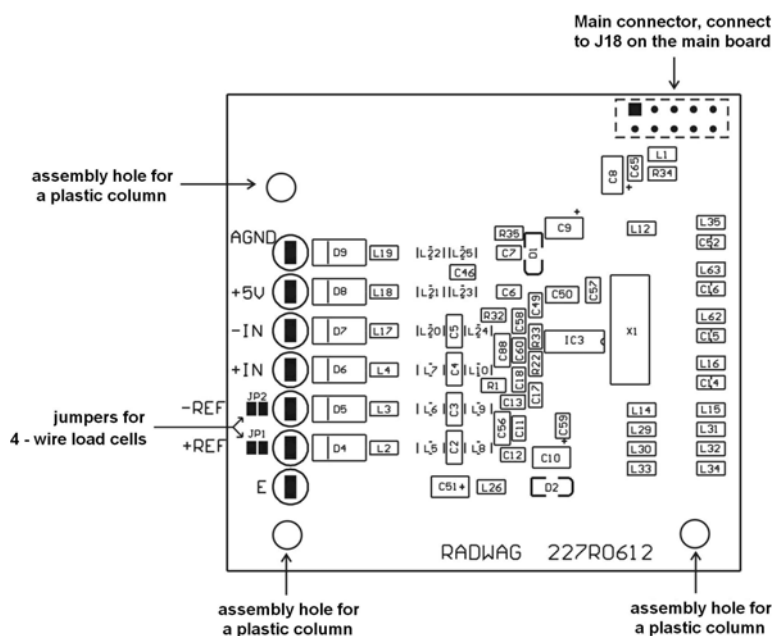 Main connector, connect
to J18 on the main board
assembly hole for
a plastic column
jumpers for
4 - wire load cells
AGND
+5V
-IN
+IN
-REF
+REF
E
JP2
JP1
D9 L19
D8 L18
D7 L17
D6 L4
D5 L3
D4 L2
L22 L25
C46
L21 L23
L20 C5 L24
L7 C4 L10
L6 C3 L9
L5 C2 L8
C51+ L26
R35
C7
D1
C9
+
C6
C49
C50
C57
R32
C58
C88
C60
R33
IC3
R22
C18
R1
C17
C13
C56
C11
C59
+
C12
C10
D2
X1
C8
+
C65
L1
R34
L12
L35
C52
L63
C16
L62
C15
L16
C14
L14 L15
L29 L31
L30 L32
L33 L34
RADWAG 227R0612
assembly hole for
a plastic column
assembly hole for
a plastic column